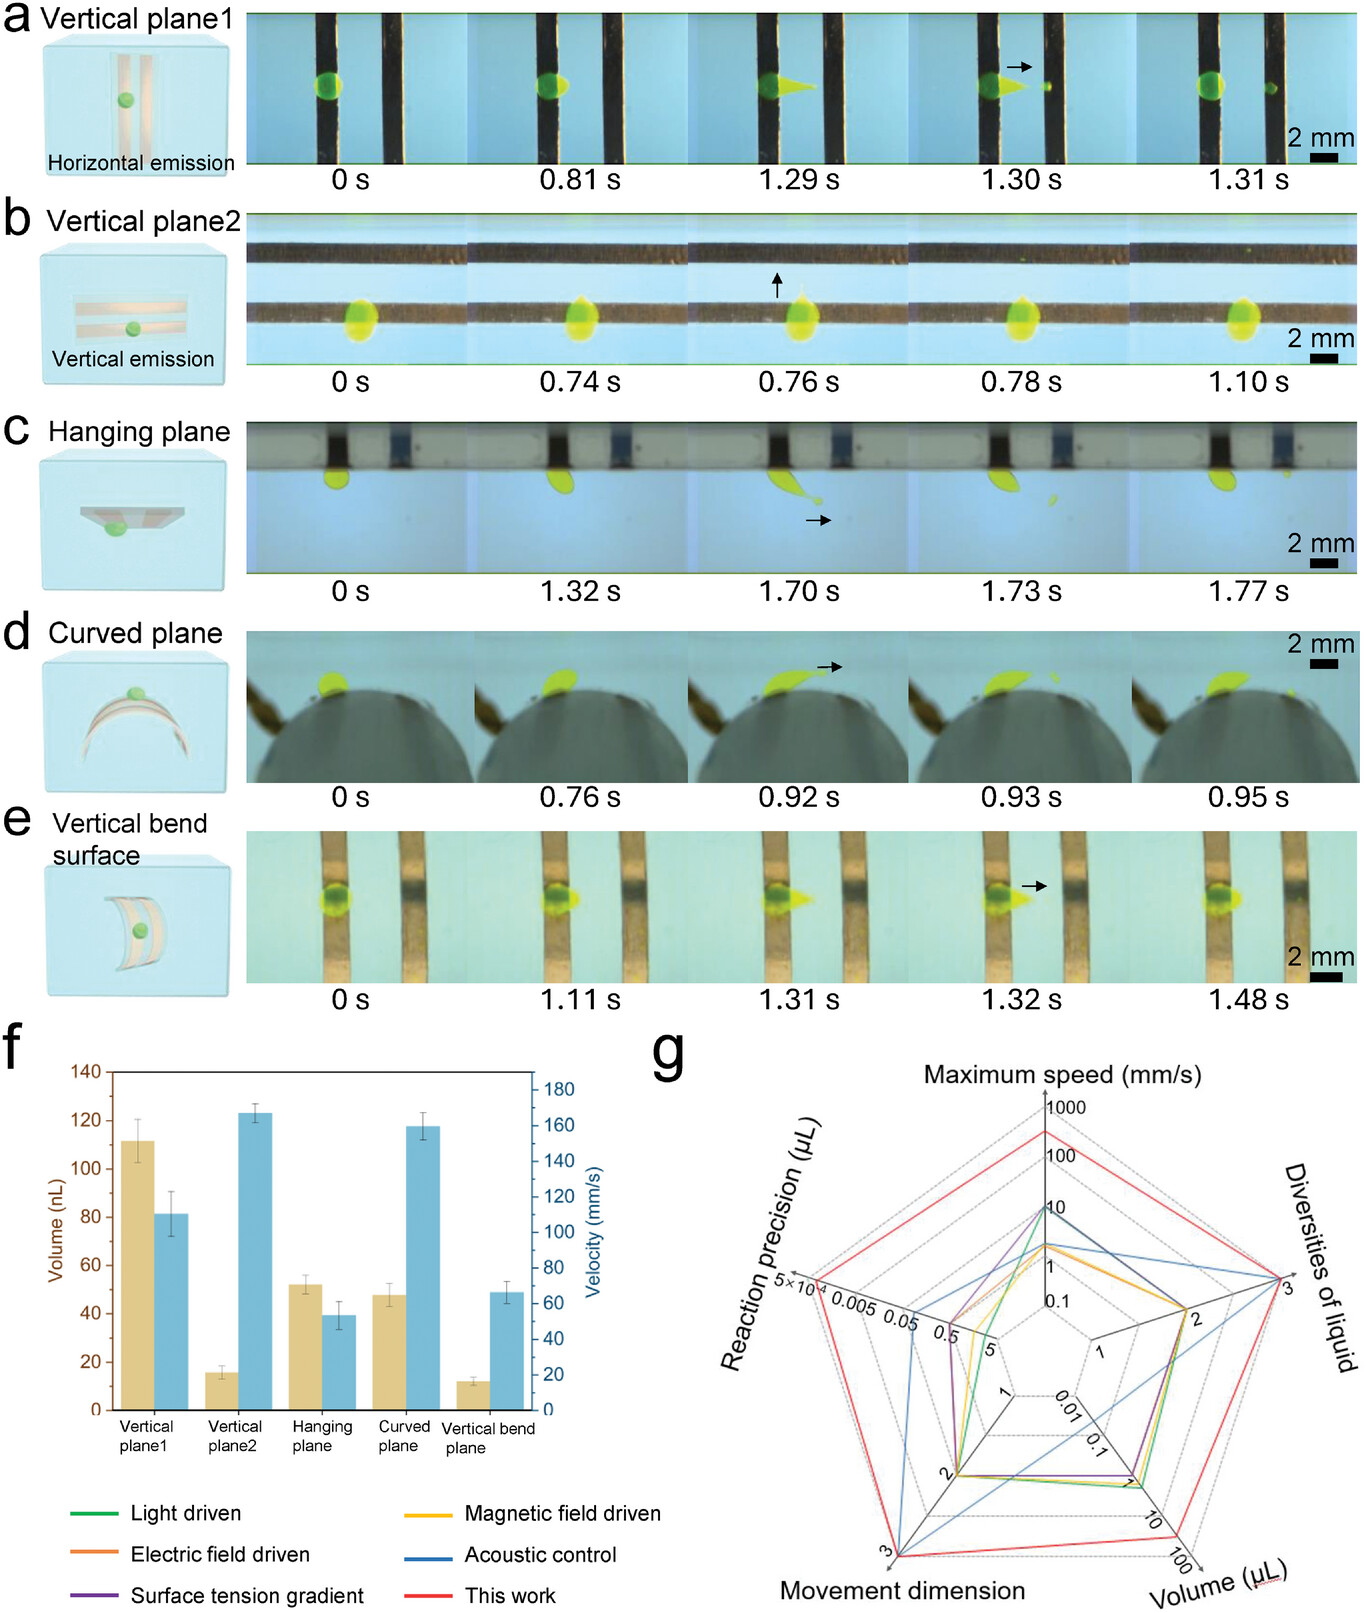 a Vertical plane1
Horizontal emission
2 mm
0 s 0.81 s 1.29 s 1.30 s 1.31 s
b Vertical plane2
Vertical emission
2 mm
0 s 0.74 s 0.76 s 0.78 s 1.10 s
c Hanging plane
2 mm
0 s 1.32 s 1.70 s 1.73 s 1.77 s
d Curved plane
2 mm
0 s 0.76 s 0.92 s 0.93 s 0.95 s
e Vertical bend
surface
2 mm
0 s 1.11 s 1.31 s 1.32 s 1.48 s
f
Volume (nL)
140
120
100
80
60
40
20
0
Velocity (mm/s)
180
160
140
120
100
80
60
40
20
0
Vertical plane1
Vertical plane2
Hanging plane
Curved plane
Vertical bend plane
Light driven
Electric field driven
Surface tension gradient
Magnetic field driven
Acoustic control
This work
g
Maximum speed (mm/s)
1000
100
10
1
0.1
Diversities of liquid
1
2
3
Volume (µL)
0.01
0.1
1
10
100
Movement dimension
1
2
3
Reaction precision (µL)
5×10⁻⁴
0.005
0.05
0.5
5